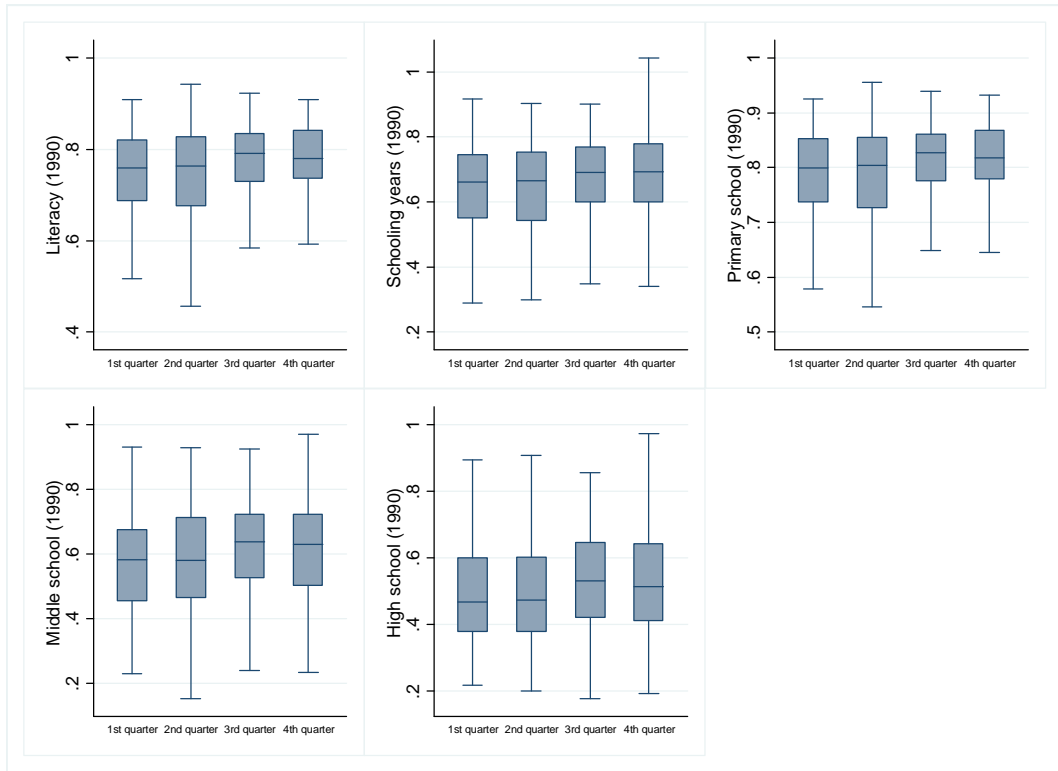 Literacy (1990)
1
.8
.6
.4
1st quarter 2nd quarter 3rd quarter 4th quarter
Schooling years (1990)
1
.8
.6
.4
.2
1st quarter 2nd quarter 3rd quarter 4th quarter
Primary school (1990)
1
.9
.8
.7
.6
.5
1st quarter 2nd quarter 3rd quarter 4th quarter
Middle school (1990)
1
.8
.6
.4
.2
1st quarter 2nd quarter 3rd quarter 4th quarter
High school (1990)
1
.8
.6
.4
.2
1st quarter 2nd quarter 3rd quarter 4th quarter